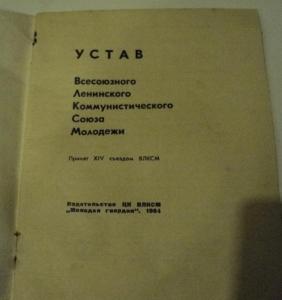 УСТАВ
Всесоюзного
Ленинского
Коммунистического
Союза
Молодежи
Принят XIV съездом ВЛКСМ
Издательство ЦК ВЛКСМ
„Молодая гвардия", 1964